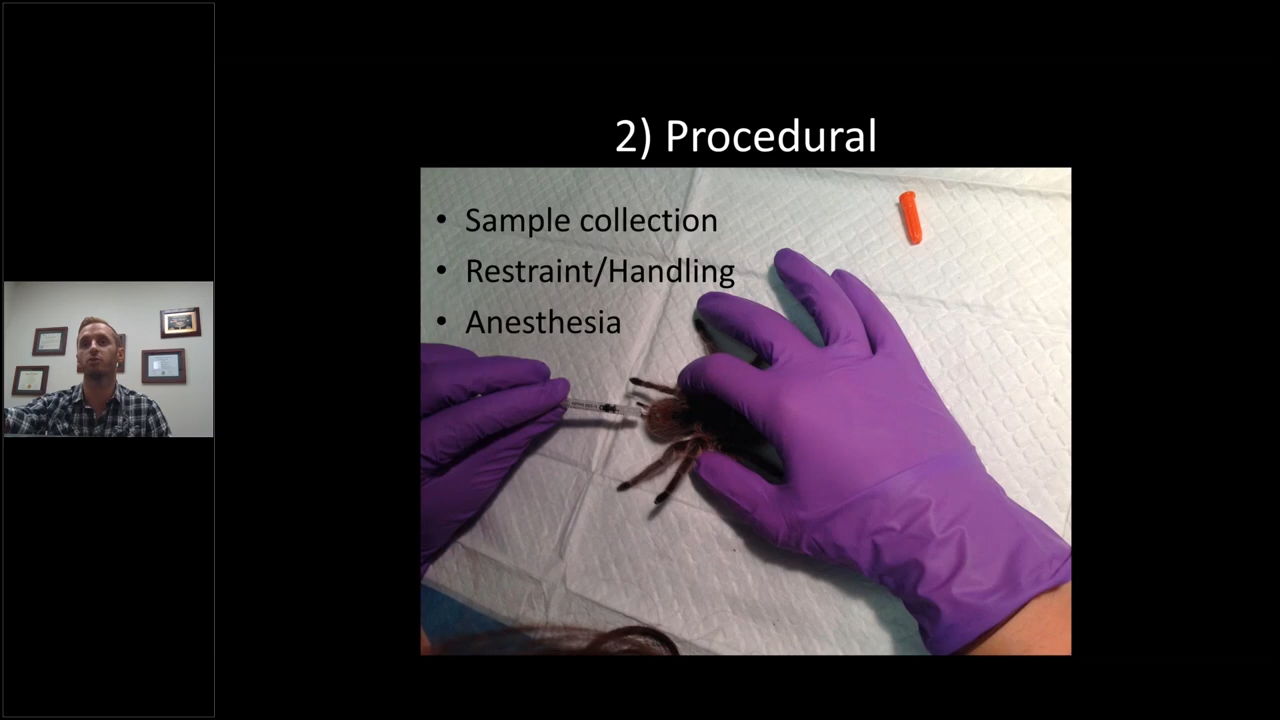 2) Procedural
• Sample collection
• Restraint/Handling
• Anesthesia